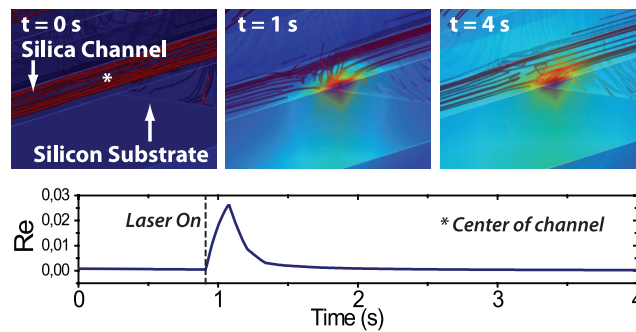 t = 0 s
Silica Channel
*
Silicon Substrate
t = 1 s
t = 4 s
Re
0,03
0,02
0,01
0,00
Laser On
* Center of channel
0 1 2 3 4
Time (s)